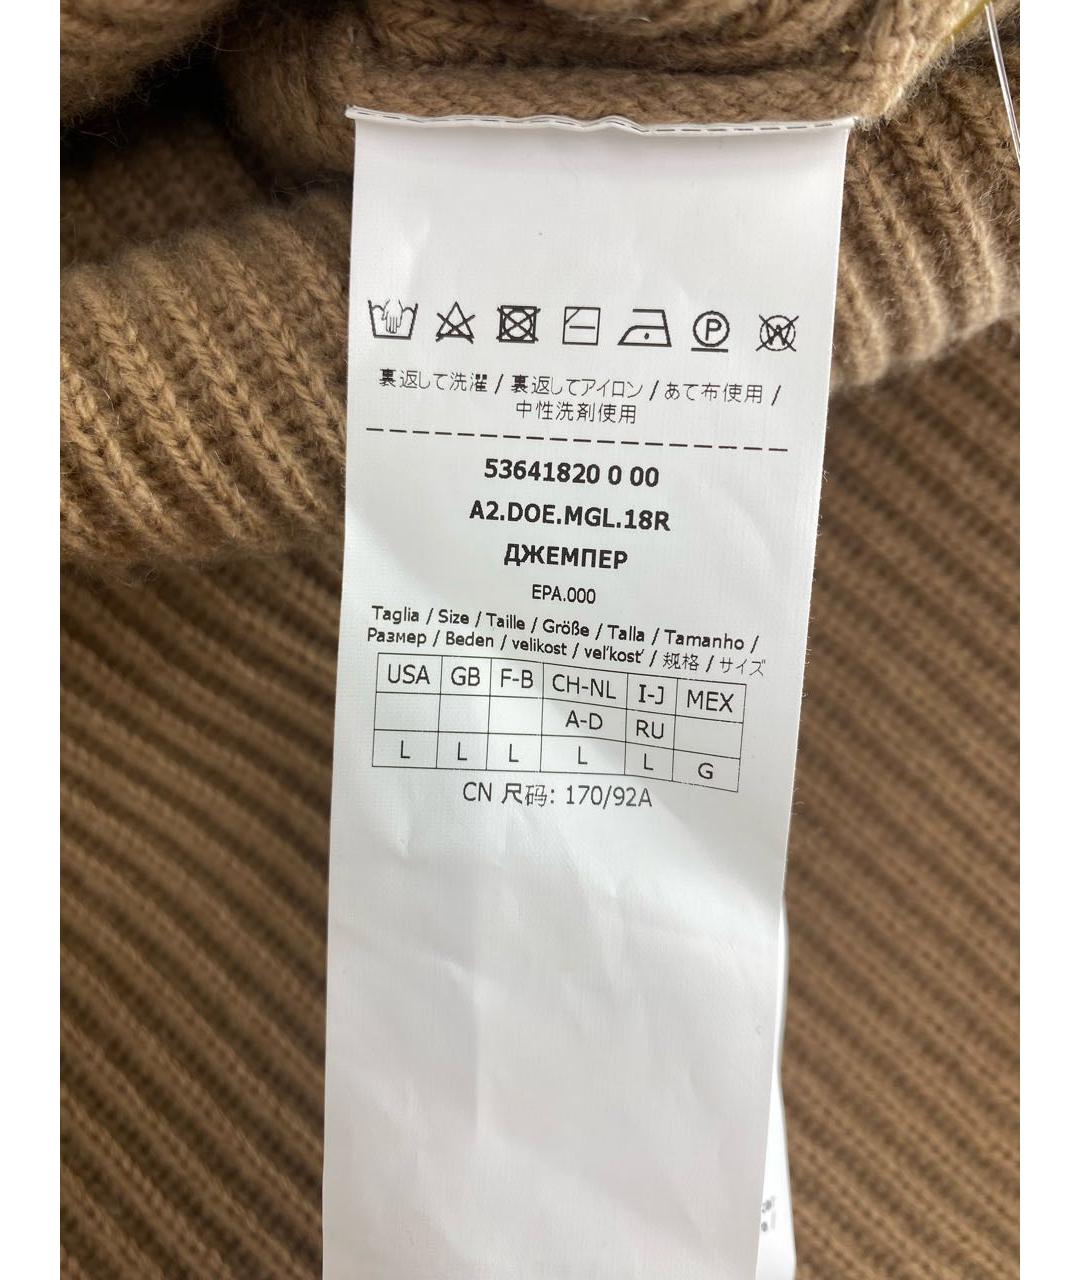 P
W
裏返して洗濯 / 裏返してアイロン / あて布使用 /
中性洗剤使用
53641820 0 00
A2.DOE.MGL.18R
ДЖЕМПЕР
EPA.000
Taglia / Size / Taille / Größe / Talla / Tamanho /
Размер / Beden / velikost / veľkosť / 规格 / サイズ
USA GB F-B CH-NL I-J MEX
A-D RU
L L L L L G
CN 尺码: 170/92A